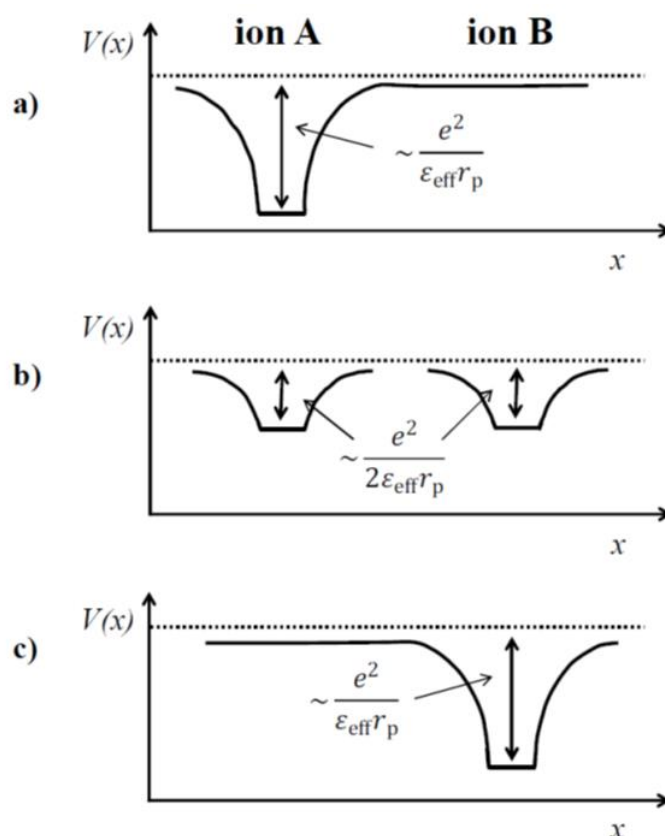 V(x) ion A ion B
a)
~ e²/(ε_eff r_p)
x
V(x)
b)
~ e²/(2ε_eff r_p)
x
V(x)
c)
~ e²/(ε_eff r_p)
x